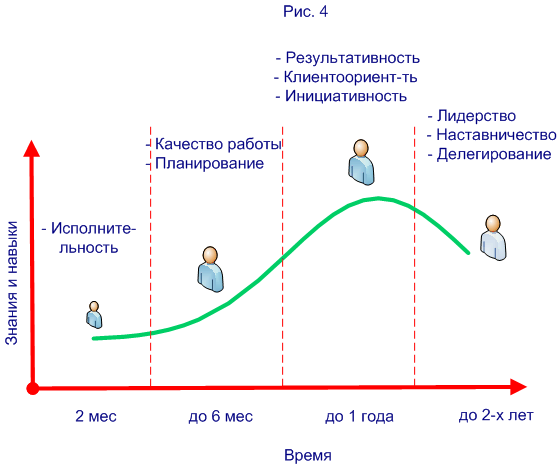 Рис. 4
- Результативность
- Клиентоориент-ть
- Инициативность
- Лидерство
- Наставничество
- Делегирование
- Качество работы
- Планирование
- Исполните-
льность
Знания и навыки
2 мес
до 6 мес
до 1 года
до 2-х лет
Время